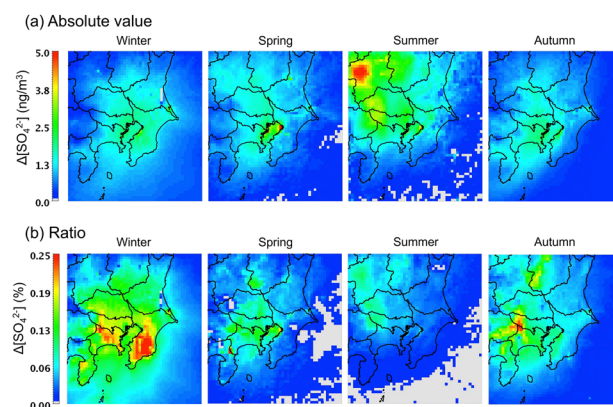 (a) Absolute value
Winter Spring Summer Autumn
Δ[SO₄²⁻] (ng/m³)
5.0
3.8
2.5
1.3
0.0
(b) Ratio
Winter Spring Summer Autumn
Δ[SO₄²⁻] (%)
0.25
0.19
0.13
0.06
0.00